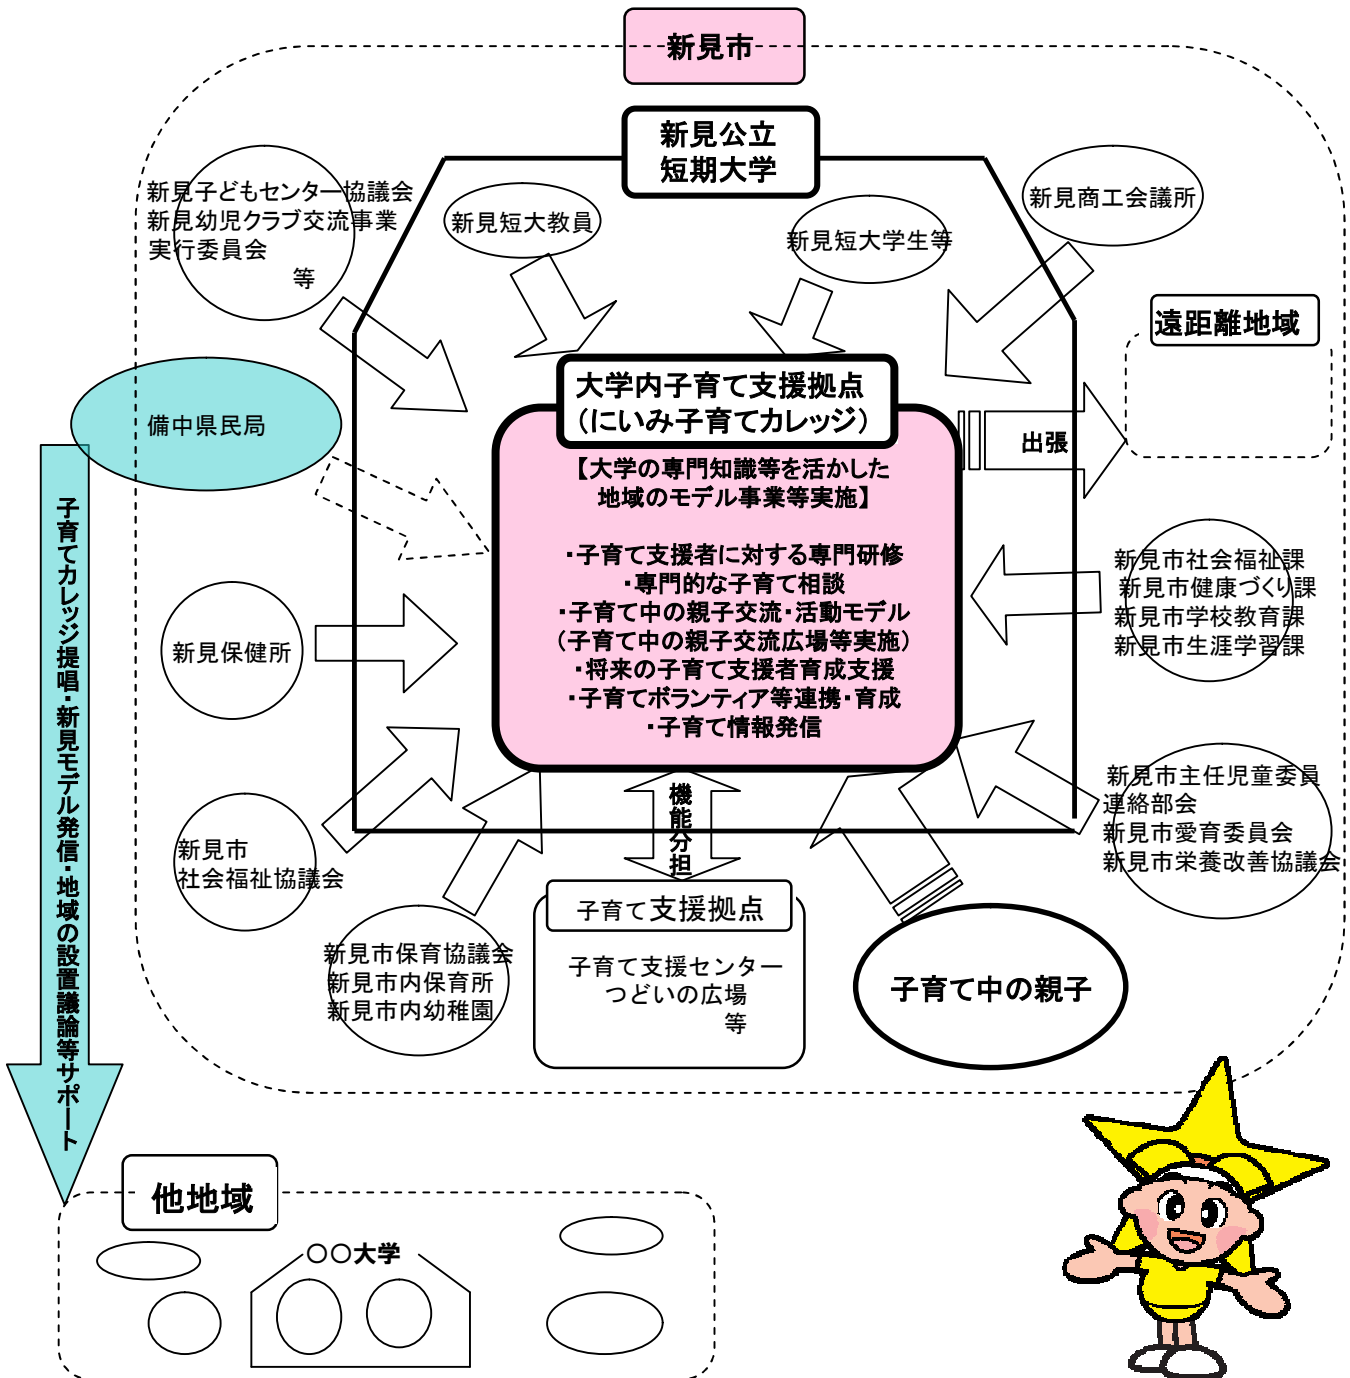 新見市
新見公立
短期大学
新見子どもセンター協議会
新見幼児クラブ交流事業
実行委員会
等
新見短大教員
新見短大学生等
新見商工会議所
遠距離地域
備中県民局
大学内子育て支援拠点
（にいみ子育てカレッジ）
出張
【大学の専門知識等を活かした
地域のモデル事業等実施】
・子育て支援者に対する専門研修
・専門的な子育て相談
・子育て中の親子交流・活動モデル
（子育て中の親子交流広場等実施）
・将来の子育て支援者育成支援
・子育てボランティア等連携・育成
・子育て情報発信
新見市社会福祉課
新見市健康づくり課
新見市学校教育課
新見市生涯学習課
新見保健所
子育てカレッジ提唱・新見モデル発信・地域の設置議論等サポート
機能分担
新見市主任児童委員
連絡部会
新見市愛育委員会
新見市栄養改善協議会
新見市
社会福祉協議会
新見市保育協議会
新見市内保育所
新見市内幼稚園
子育て支援拠点
子育て支援センター
つどいの広場
等
子育て中の親子
他地域
○○大学